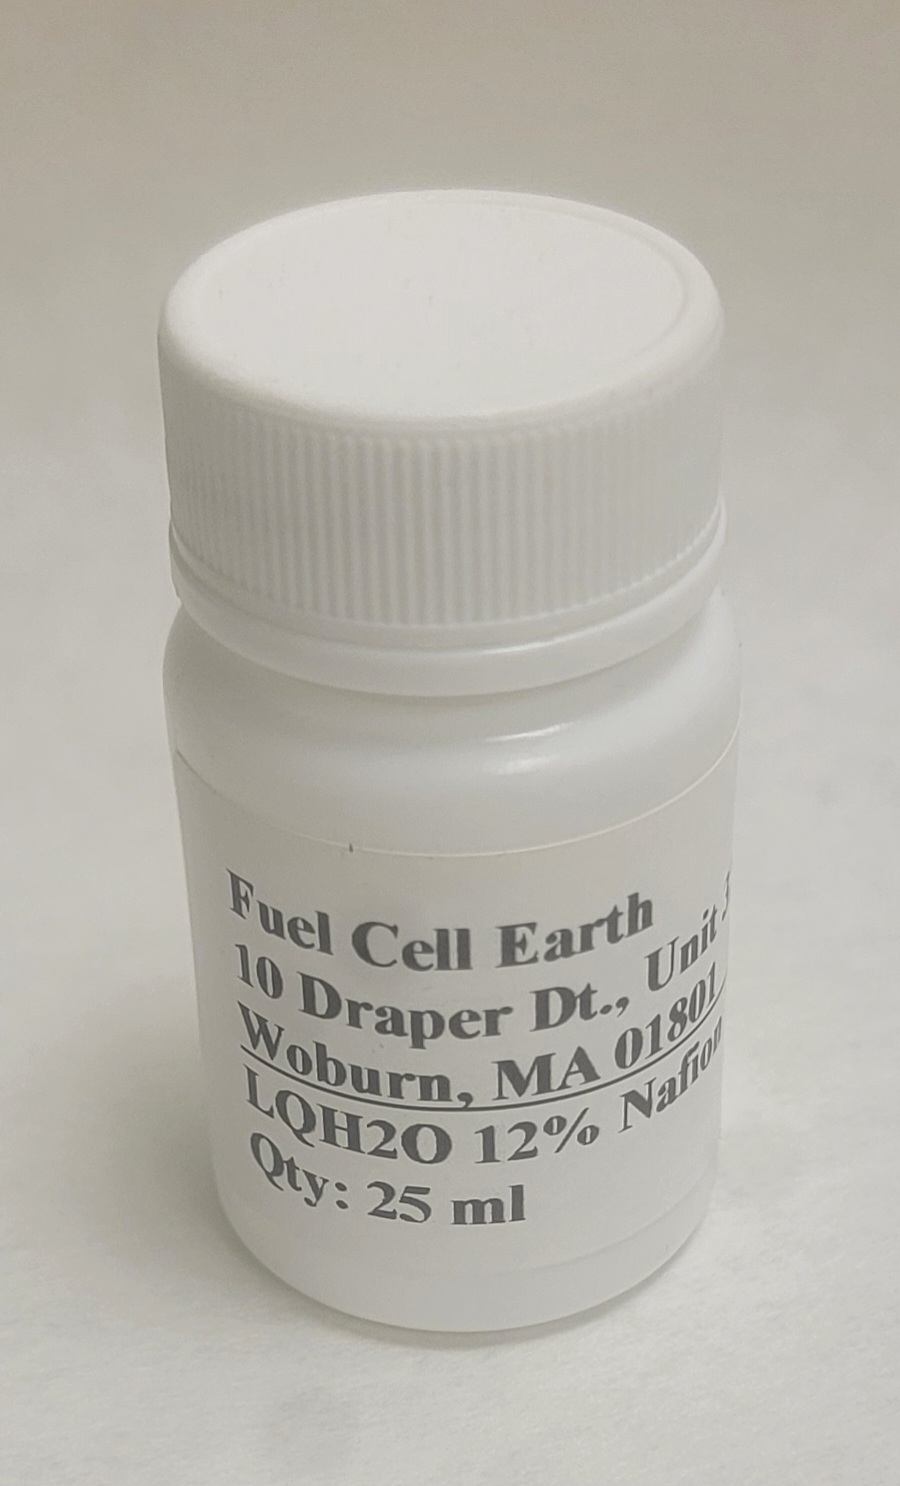 Fuel Cell Earth
10 Draper Dt., Unit
Woburn, MA 01801
LQH2O 12% Nafion
Qty: 25 ml